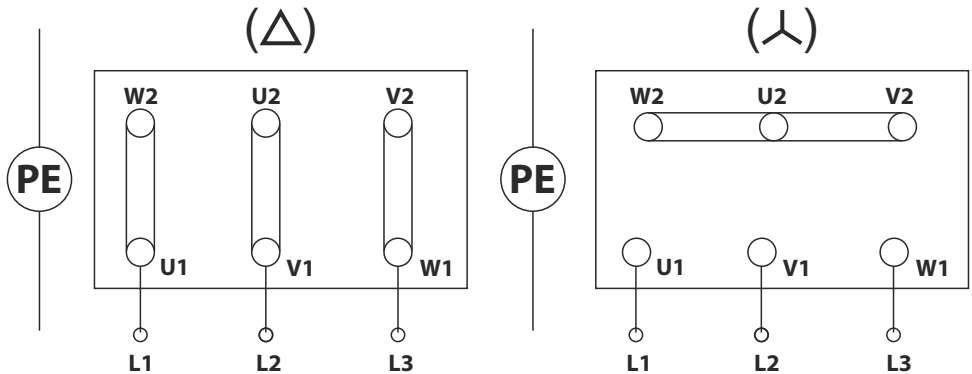 (△)
W2 U2 V2
PE
U1 V1 W1
L1 L2 L3
(⅄)
W2 U2 V2
PE
U1 V1 W1
L1 L2 L3